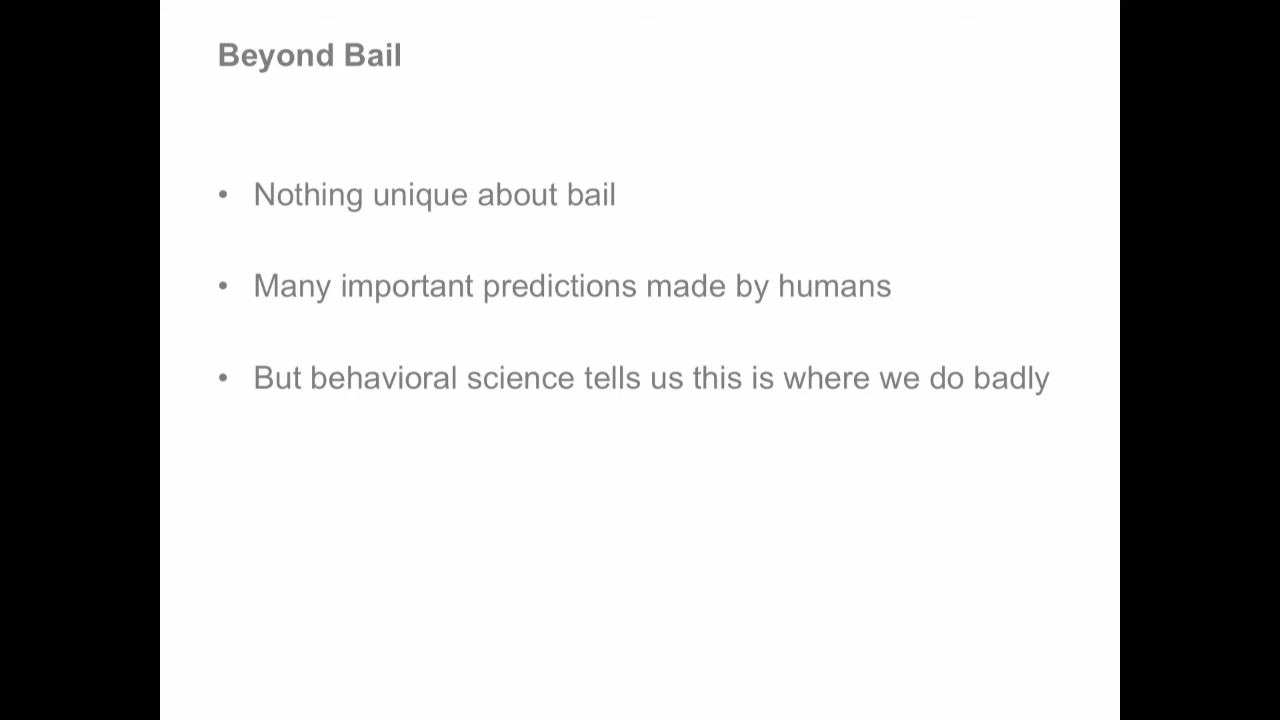 Beyond Bail
• Nothing unique about bail
• Many important predictions made by humans
• But behavioral science tells us this is where we do badly